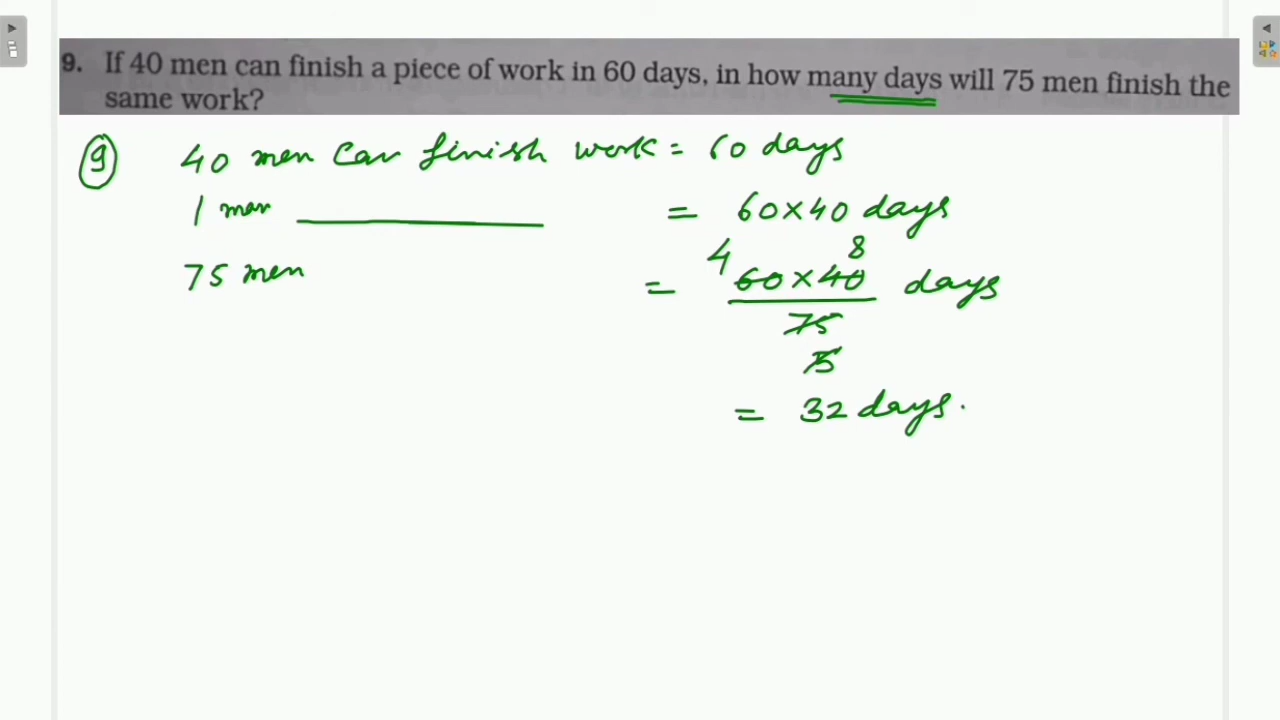 9. If 40 men can finish a piece of work in 60 days, in how many days will 75 men finish the
same work?
9 40 men can finish work = 60 days
1 man = 60×40 days
4 8
75 men = 60×40 days
75
5
= 32 days.